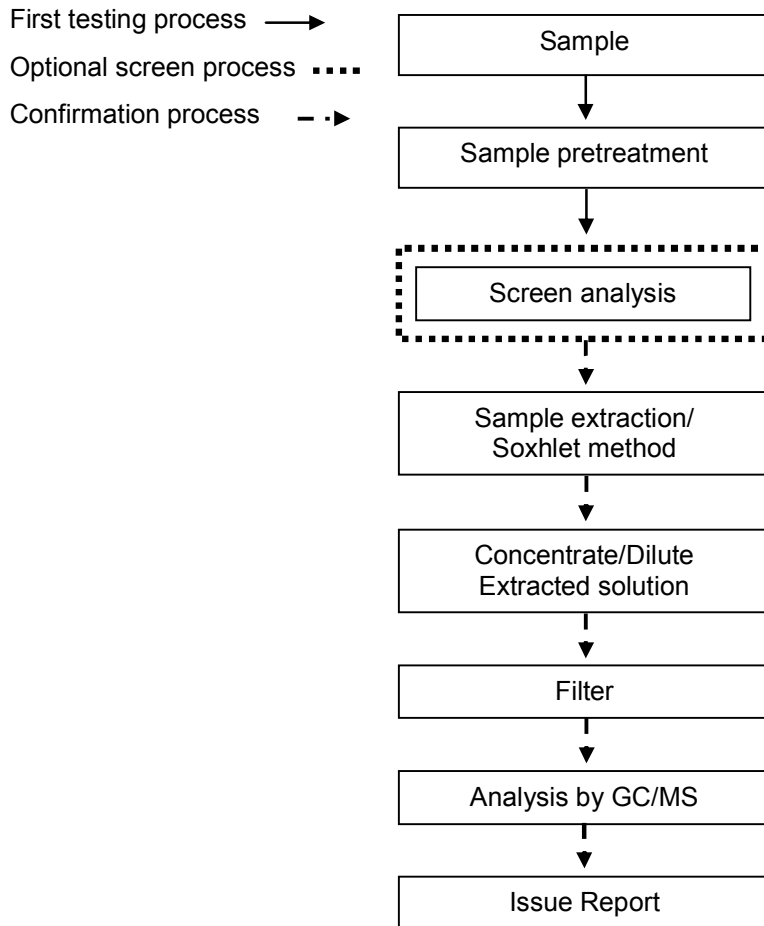 First testing process
Optional screen process
Confirmation process
Sample
Sample pretreatment
Screen analysis
Sample extraction/
Soxhlet method
Concentrate/Dilute
Extracted solution
Filter
Analysis by GC/MS
Issue Report